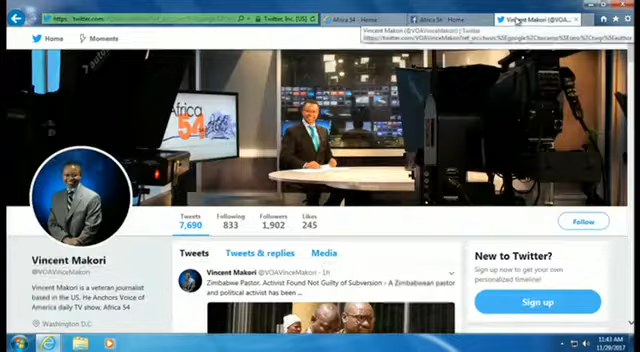 https://twitter.com/VOAVinceMakori
Twitter, Inc. [US]
Africa 54 - Home
Africa 54 - Home
Vincent Makori (@VOA...
Vincent Makori (@VOAVinceMakori) | Twitter
Home
Moments
Africa
54
Tweets
Following
Followers
Likes
7,690
833
1,902
245
Follow
Vincent Makori
@VOAVinceMakori
Vincent Makori is a veteran journalist
based in the US. He Anchors Voice of
America daily TV show, Africa 54
Washington D.C
Tweets
Tweets & replies
Media
Vincent Makori @VOAVinceMakori · 1h
Zimbabwe Pastor, Activist Found Not Guilty of Subversion - A Zimbabwean pastor
and political activist has been ...
New to Twitter?
Sign up now to get your own
personalized timeline!
Sign up
11:43 AM
11/29/2017